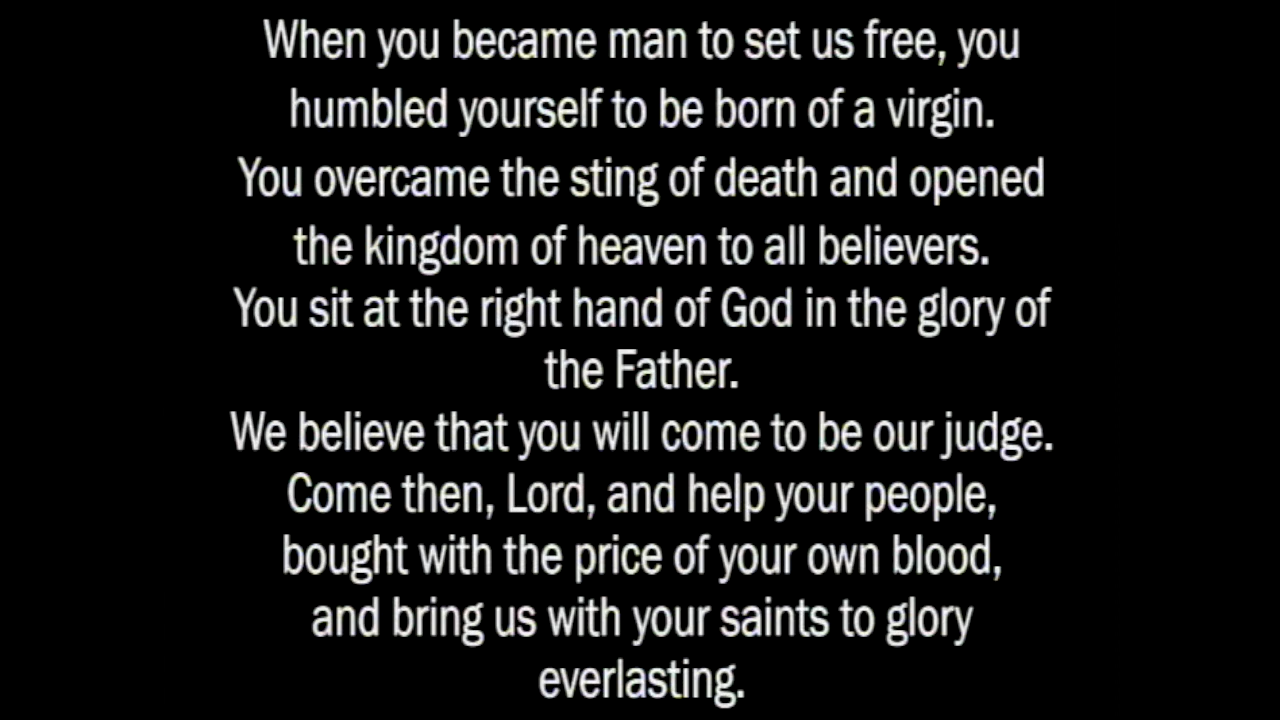 When you became man to set us free, you
humbled yourself to be born of a virgin.
You overcame the sting of death and opened
the kingdom of heaven to all believers.
You sit at the right hand of God in the glory of
the Father.
We believe that you will come to be our judge.
Come then, Lord, and help your people,
bought with the price of your own blood,
and bring us with your saints to glory
everlasting.